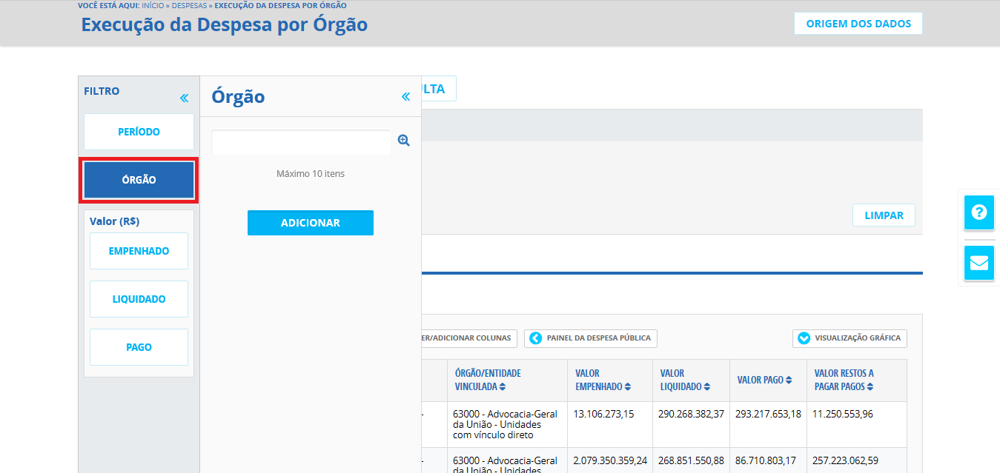 VOCÊ ESTÁ AQUI: INÍCIO » DESPESAS » EXECUÇÃO DA DESPESA POR ÓRGÃO
Execução da Despesa por Órgão
ORIGEM DOS DADOS
FILTRO
PERÍODO
ÓRGÃO
Valor (R$)
EMPENHADO
LIQUIDADO
PAGO
Órgão
Máximo 10 itens
ADICIONAR
LIMPAR
ADICIONAR COLUNAS
PAINEL DA DESPESA PÚBLICA
VISUALIZAÇÃO GRÁFICA
ÓRGÃO/ENTIDADE
VINCULADA
VALOR
EMPENHADO
VALOR
LIQUIDADO
VALOR PAGO
VALOR RESTOS A
PAGAR PAGOS
63000 - Advocacia-Geral
da União - Unidades
com vínculo direto
13.106.273,15
290.268.382,37
293.217.653,18
11.250.553,96
63000 - Advocacia-Geral
da União - Unidades
2.079.350.359,24
268.851.550,88
86.710.803,17
257.223.062,59